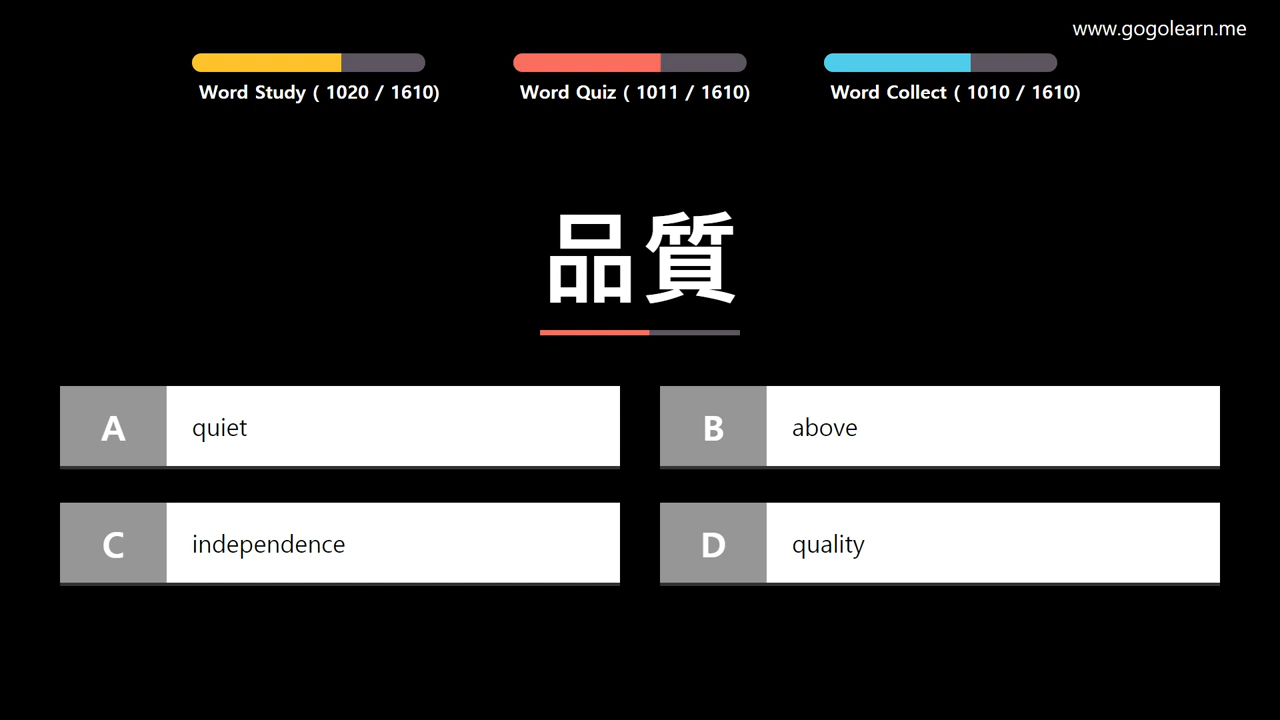 www.gogolearn.me
Word Study ( 1020 / 1610)
Word Quiz ( 1011 / 1610)
Word Collect ( 1010 / 1610)
品質
A quiet
B above
C independence
D quality